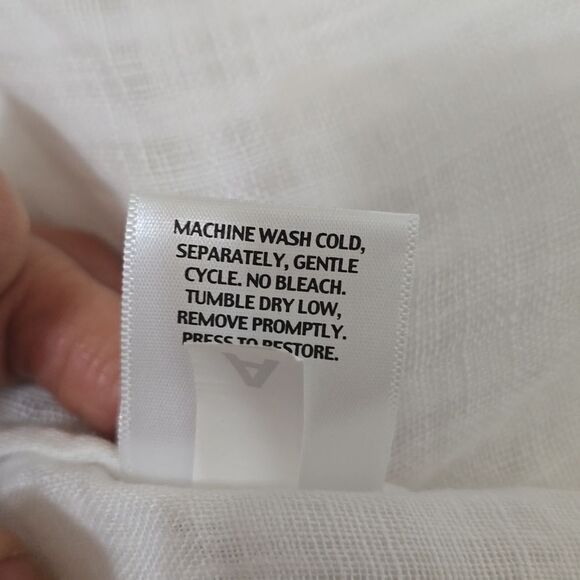 MACHINE WASH COLD,
SEPARATELY, GENTLE
CYCLE. NO BLEACH.
TUMBLE DRY LOW,
REMOVE PROMPTLY.
PRESS TO RESTORE.
A